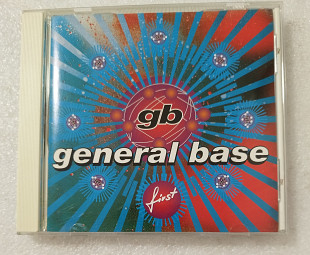 gb
general base
first